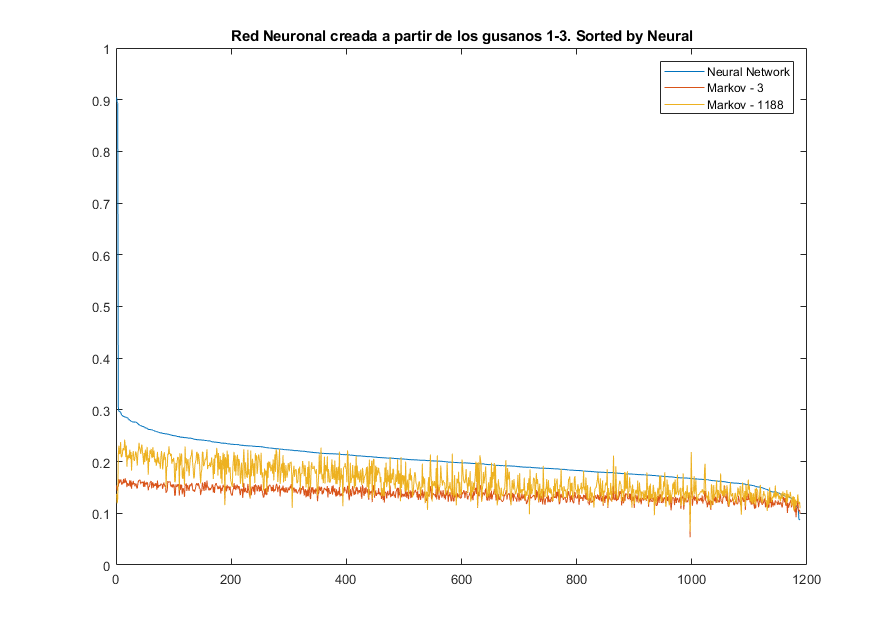 Red Neuronal creada a partir de los gusanos 1-3. Sorted by Neural
Neural Network
Markov - 3
Markov - 1188
1
0.9
0.8
0.7
0.6
0.5
0.4
0.3
0.2
0.1
0
0 200 400 600 800 1000 1200